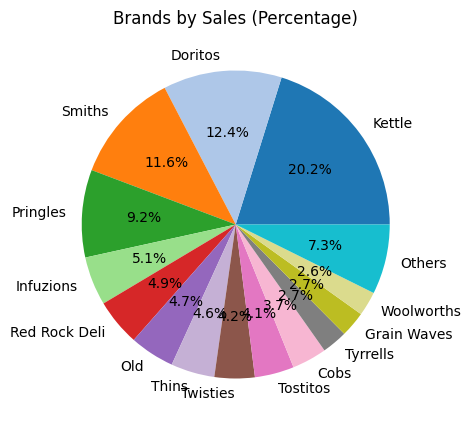 Brands by Sales (Percentage)
Kettle
20.2%
Doritos
12.4%
Smiths
11.6%
Pringles
9.2%
Infuzions
5.1%
Red Rock Deli
4.9%
Old
4.7%
Thins
4.6%
Twisties
4.2%
Tostitos
4.1%
Cobs
3.7%
Tyrrells
2.7%
Grain Waves
2.7%
Woolworths
2.6%
Others
7.3%